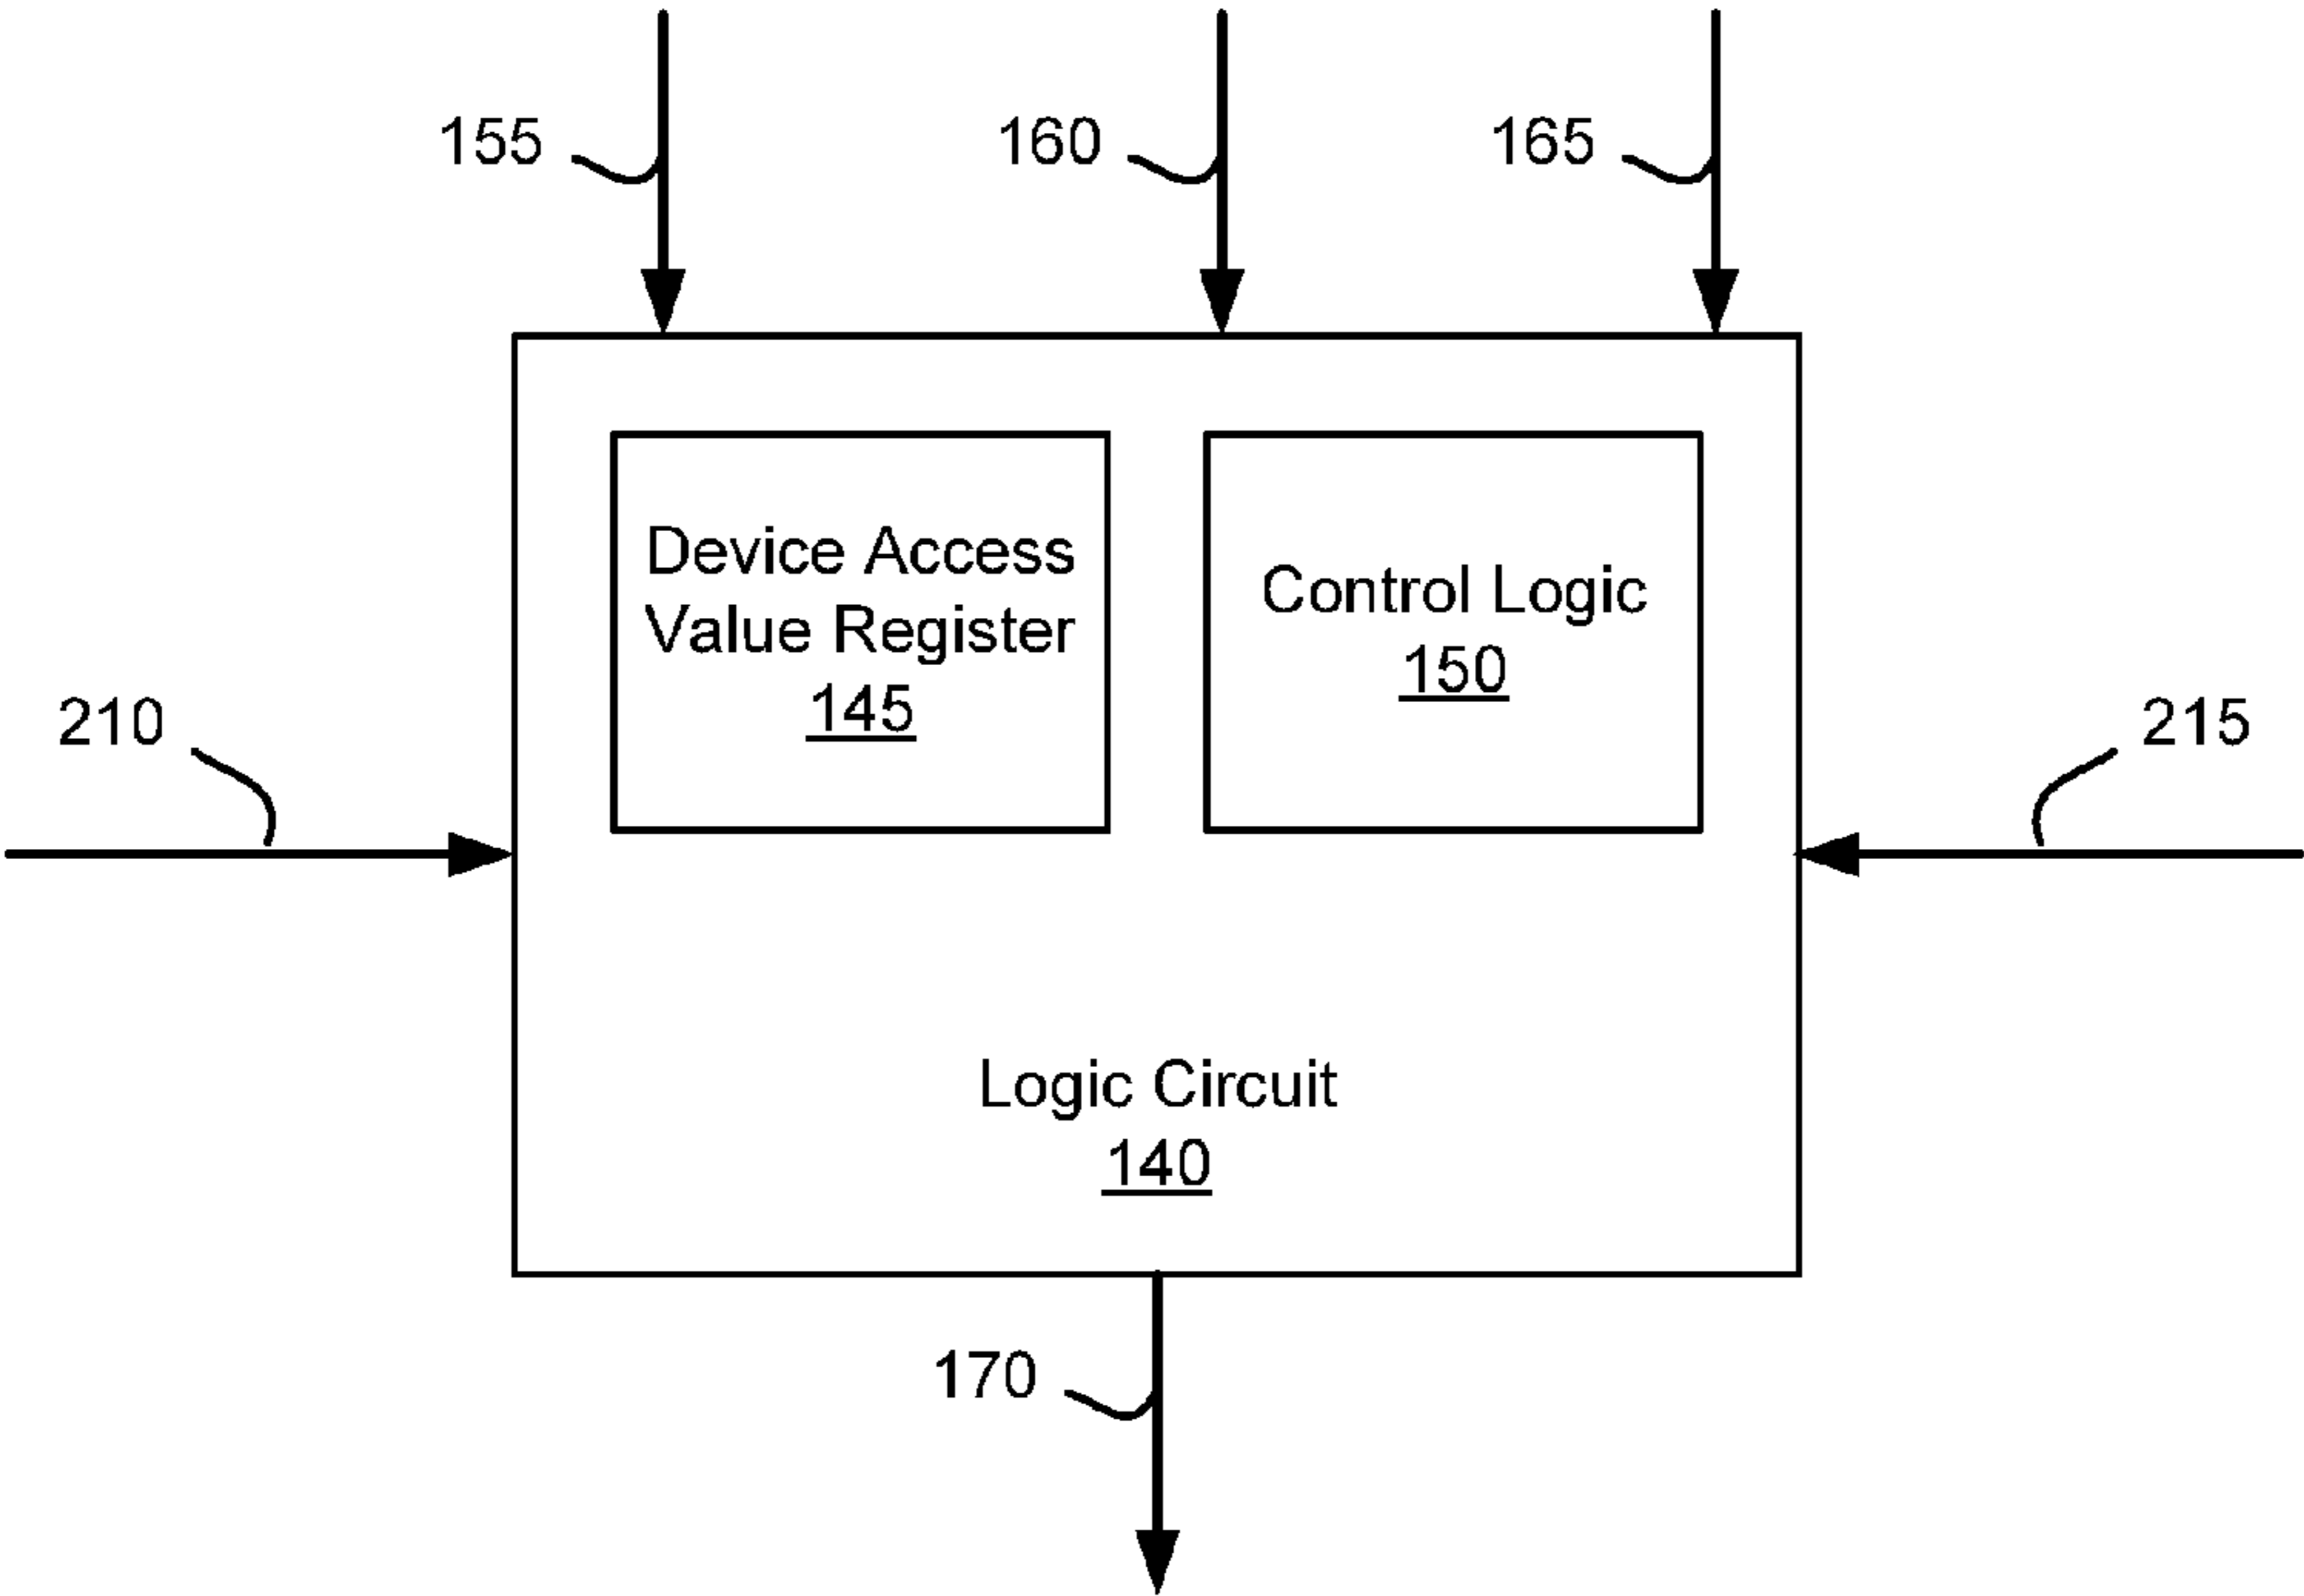 155
160
165
Device Access
Value Register
145
Control Logic
150
210
215
Logic Circuit
140
170